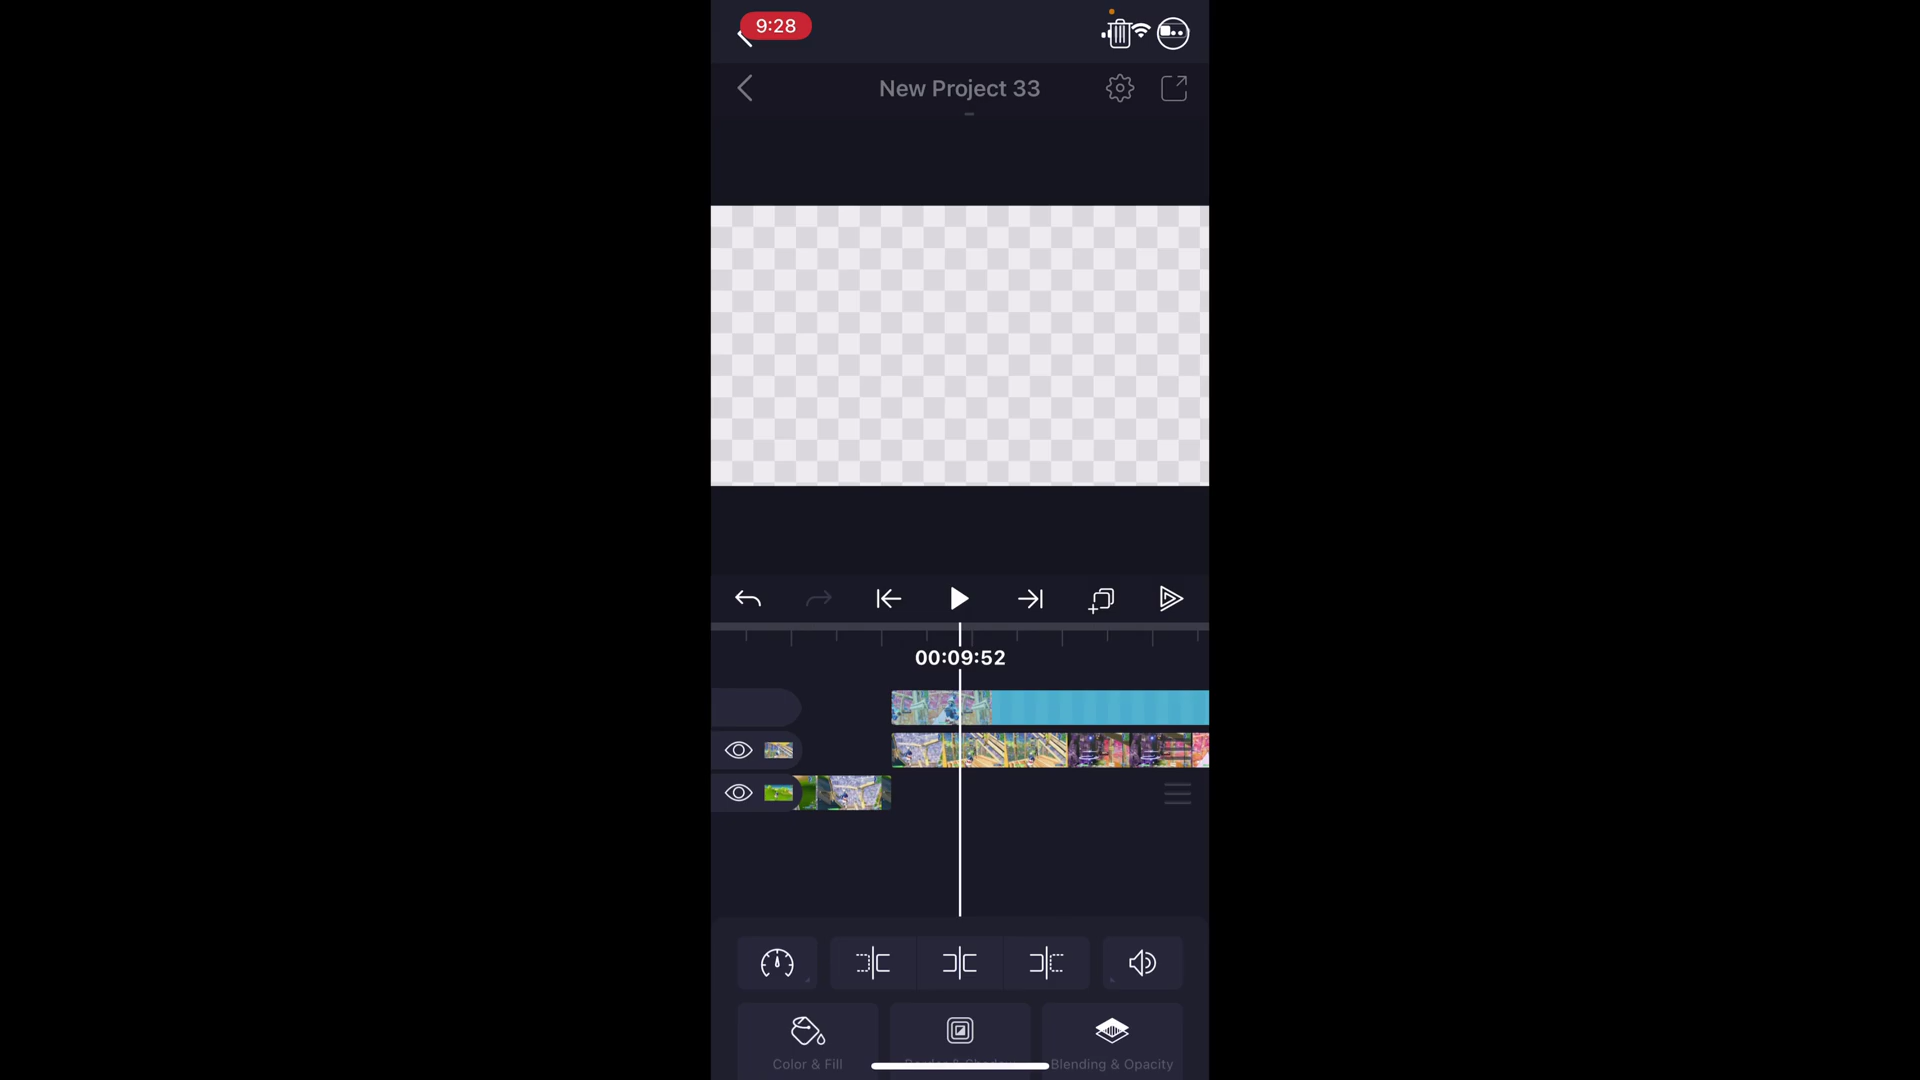 9:28
New Project 33
00:09:52
Color & Fill
Blending & Opacity